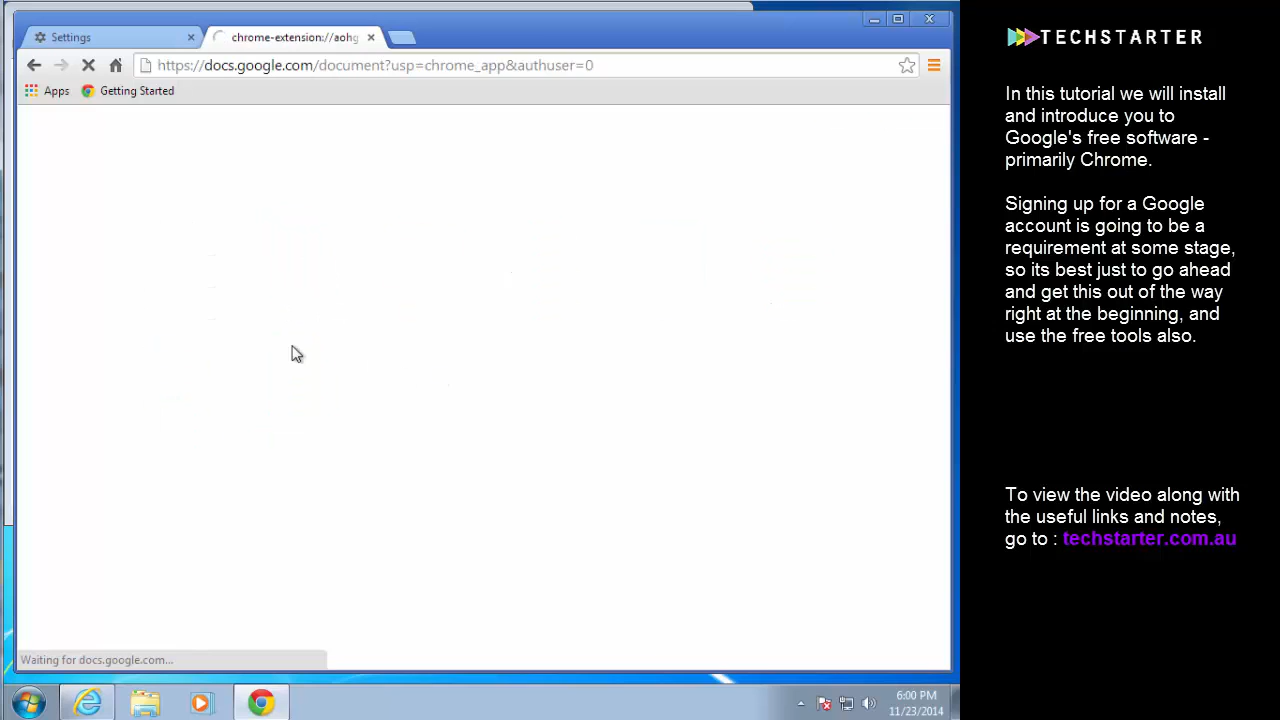 Settings
chrome-extension://aohg
https://docs.google.com/document?usp=chrome_app&authuser=0
Apps
Getting Started
Waiting for docs.google.com...
6:00 PM
11/23/2014
TECHSTARTER
In this tutorial we will install
and introduce you to
Google's free software -
primarily Chrome.
Signing up for a Google
account is going to be a
requirement at some stage,
so its best just to go ahead
and get this out of the way
right at the beginning, and
use the free tools also.
To view the video along with
the useful links and notes,
go to : techstarter.com.au